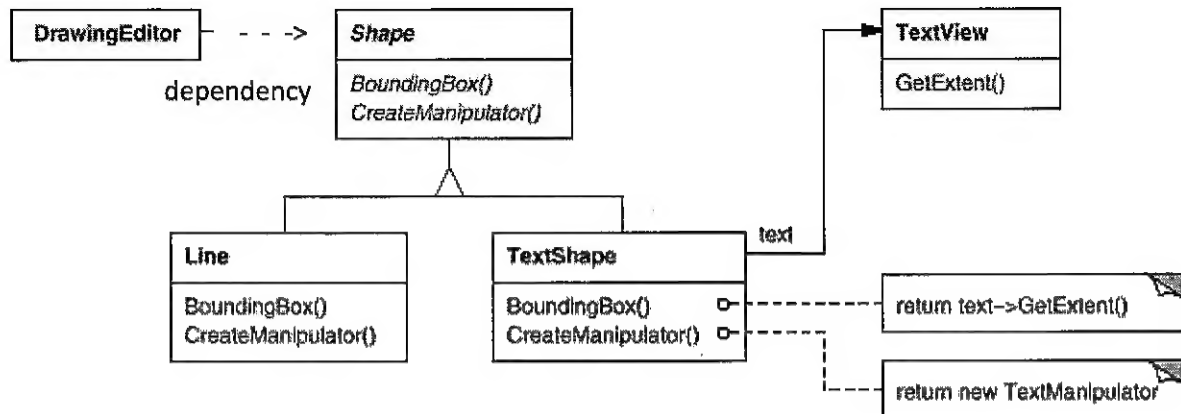 DrawingEditor
dependency
Shape
BoundingBox()
CreateManipulator()
TextView
GetExtent()
Line
BoundingBox()
CreateManipulator()
TextShape
BoundingBox()
CreateManipulator()
text
return text->GetExtent()
return new TextManipulator